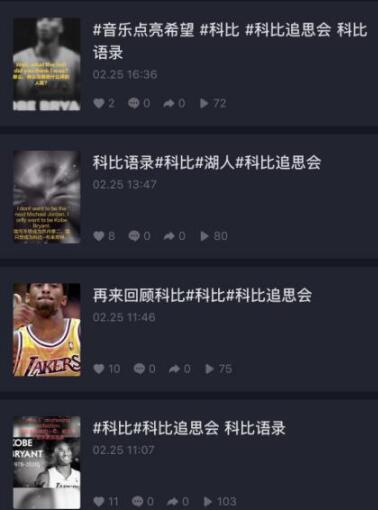 #音乐点亮希望 #科比 #科比追思会 科比
语录
02.25 16:36
2 0 0 72
科比语录#科比#湖人#科比追思会
02.25 13:47
I dont want to be the
next Michael Jordan, I
only want to be Kobe
Bryant.
8 0 0 80
再来回顾科比#科比#科比追思会
02.25 11:46
LAKERS
10 0 0 75
#科比#科比追思会 科比语录
02.25 11:07
KOBE
BRYANT
1978-2020
11 0 0 103